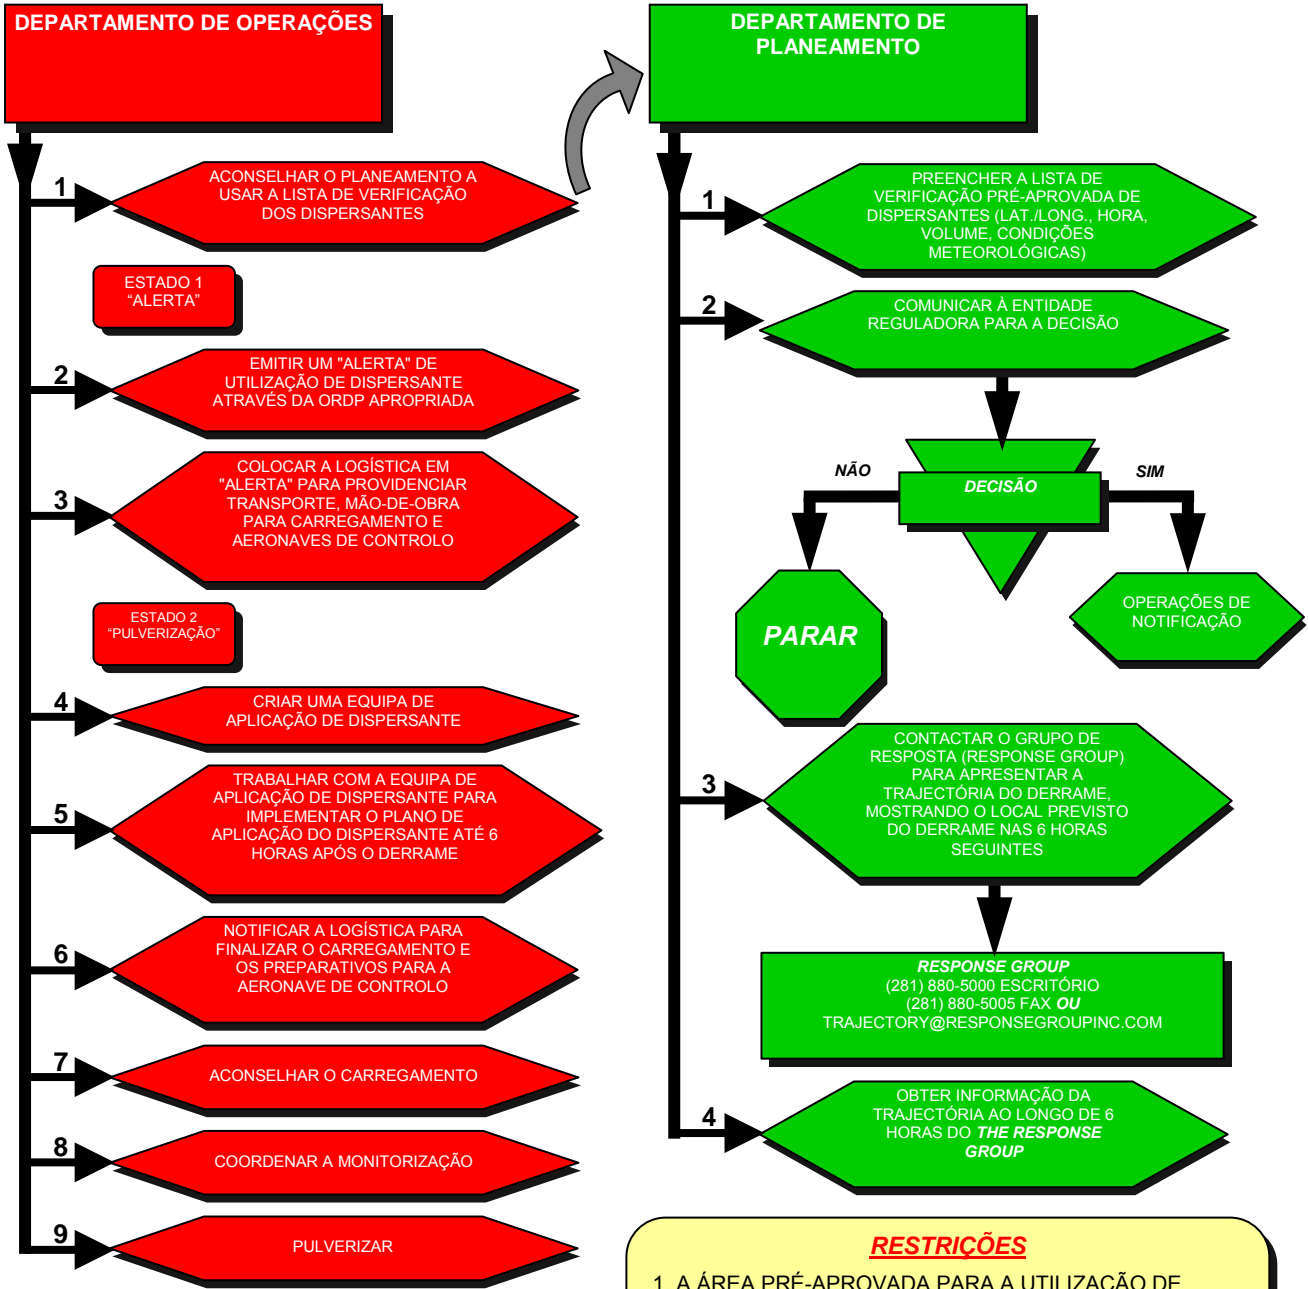 DEPARTAMENTO DE OPERAÇÕES
1
ACONSELHAR O PLANEAMENTO A
USAR A LISTA DE VERIFICAÇÃO
DOS DISPERSANTES
ESTADO 1
“ALERTA”
2
EMITIR UM "ALERTA" DE
UTILIZAÇÃO DE DISPERSANTE
ATRAVÉS DA ORDP APROPRIADA
3
COLOCAR A LOGÍSTICA EM
"ALERTA" PARA PROVIDENCIAR
TRANSPORTE, MÃO-DE-OBRA
PARA CARREGAMENTO E
AERONAVES DE CONTROLO
ESTADO 2
“PULVERIZAÇÃO”
4
CRIAR UMA EQUIPA DE
APLICAÇÃO DE DISPERSANTE
5
TRABALHAR COM A EQUIPA DE
APLICAÇÃO DE DISPERSANTE PARA
IMPLEMENTAR O PLANO DE
APLICAÇÃO DO DISPERSANTE ATÉ 6
HORAS APÓS O DERRAME
6
NOTIFICAR A LOGÍSTICA PARA
FINALIZAR O CARREGAMENTO E
OS PREPARATIVOS PARA A
AERONAVE DE CONTROLO
7
ACONSELHAR O CARREGAMENTO
8
COORDENAR A MONITORIZAÇÃO
9
PULVERIZAR
DEPARTAMENTO DE
PLANEAMENTO
1
PREENCHER A LISTA DE
VERIFICAÇÃO PRÉ-APROVADA DE
DISPERSANTES (LAT./LONG., HORA,
VOLUME, CONDIÇÕES
METEOROLÓGICAS)
2
COMUNICAR À ENTIDADE
REGULADORA PARA A DECISÃO
NÃO
DECISÃO
SIM
PARAR
OPERAÇÕES DE
NOTIFICAÇÃO
3
CONTACTAR O GRUPO DE
RESPOSTA (RESPONSE GROUP)
PARA APRESENTAR A
TRAJECTÓRIA DO DERRAME,
MOSTRANDO O LOCAL PREVISTO
DO DERRAME NAS 6 HORAS
SEGUINTES
RESPONSE GROUP
(281) 880-5000 ESCRITÓRIO
(281) 880-5005 FAX OU
TRAJECTORY@RESPONSEGROUPINC.COM
4
OBTER INFORMAÇÃO DA
TRAJECTÓRIA AO LONGO DE 6
HORAS DO THE RESPONSE
GROUP
RESTRIÇÕES
1. A ÁREA PRÉ-APROVADA PARA A UTILIZAÇÃO DE